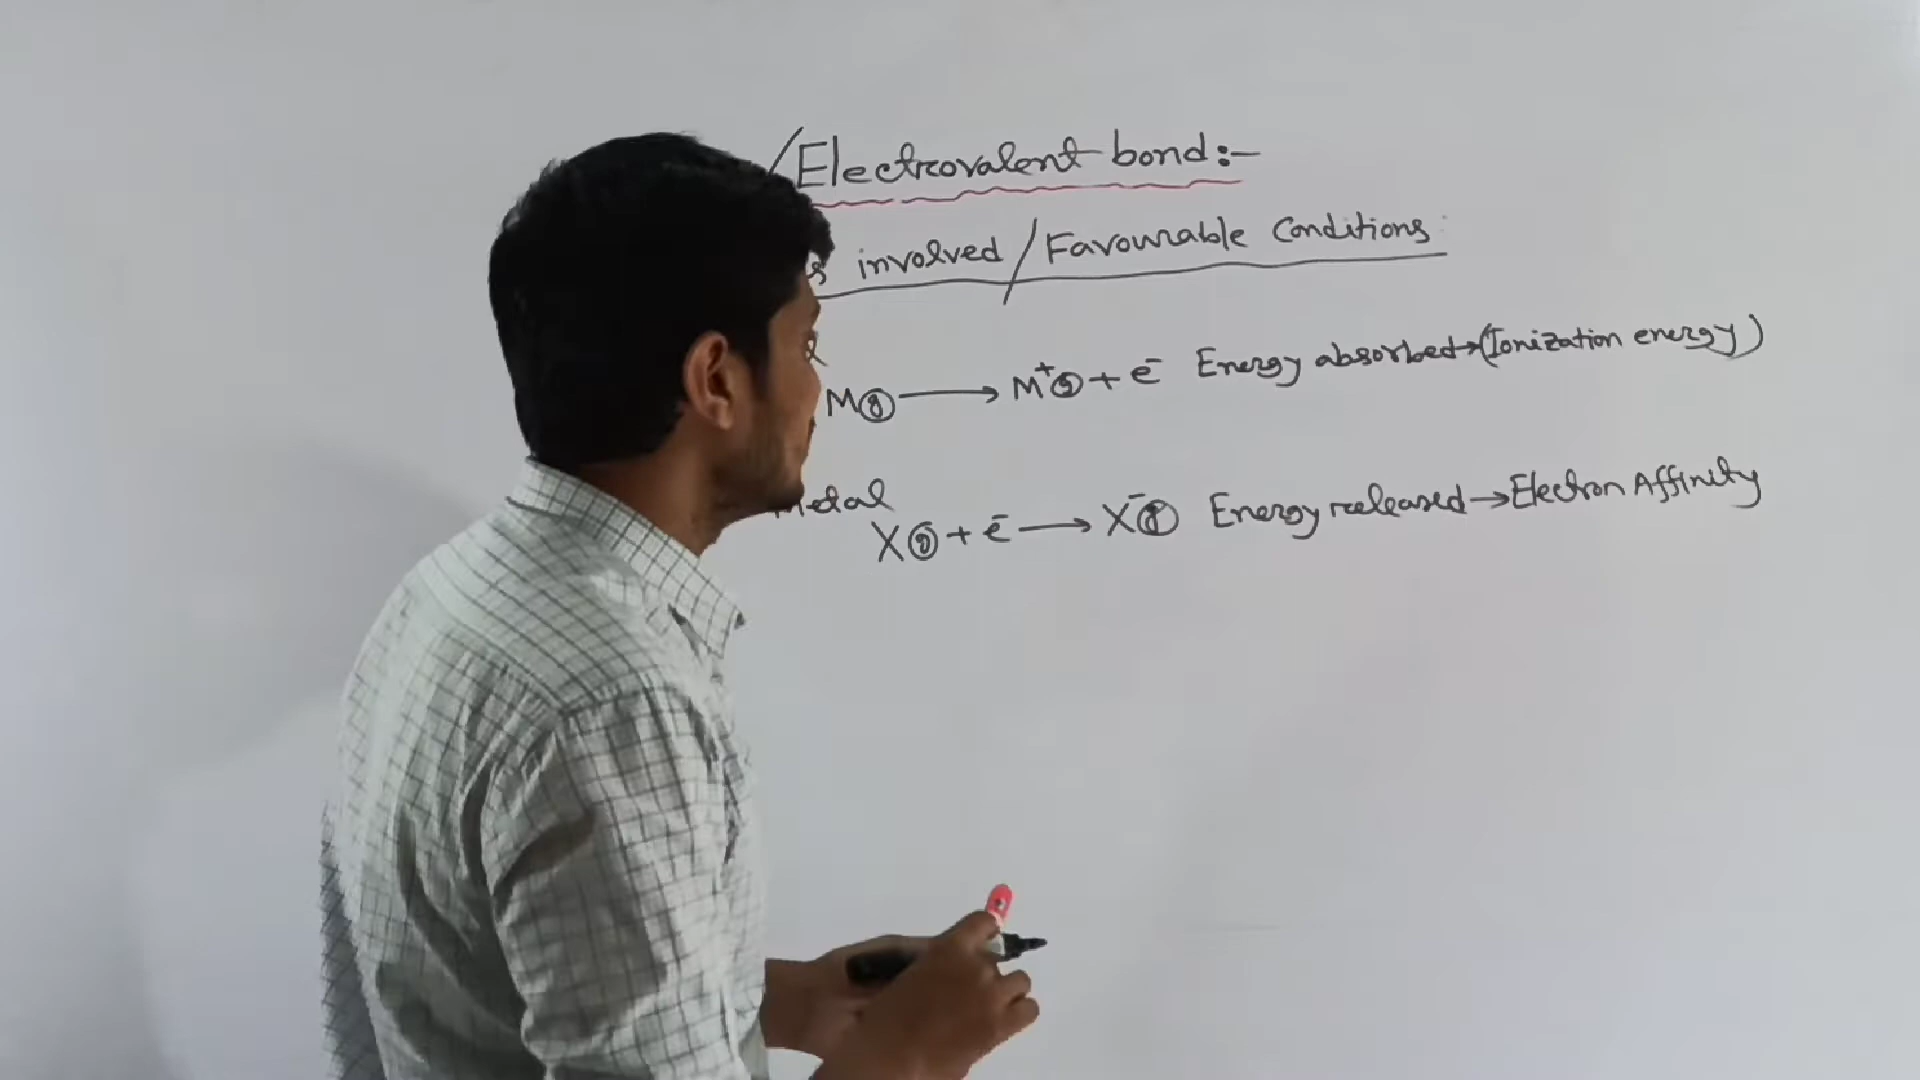 /Electrovalent bond:-
involved/Favourable Conditions
M(g) ⟶ M⁺(g) + e⁻ Energy absorbed→(Ionization energy)
Metal
X(g) + e⁻ ⟶ X⁻(g) Energy released→Electron Affinity